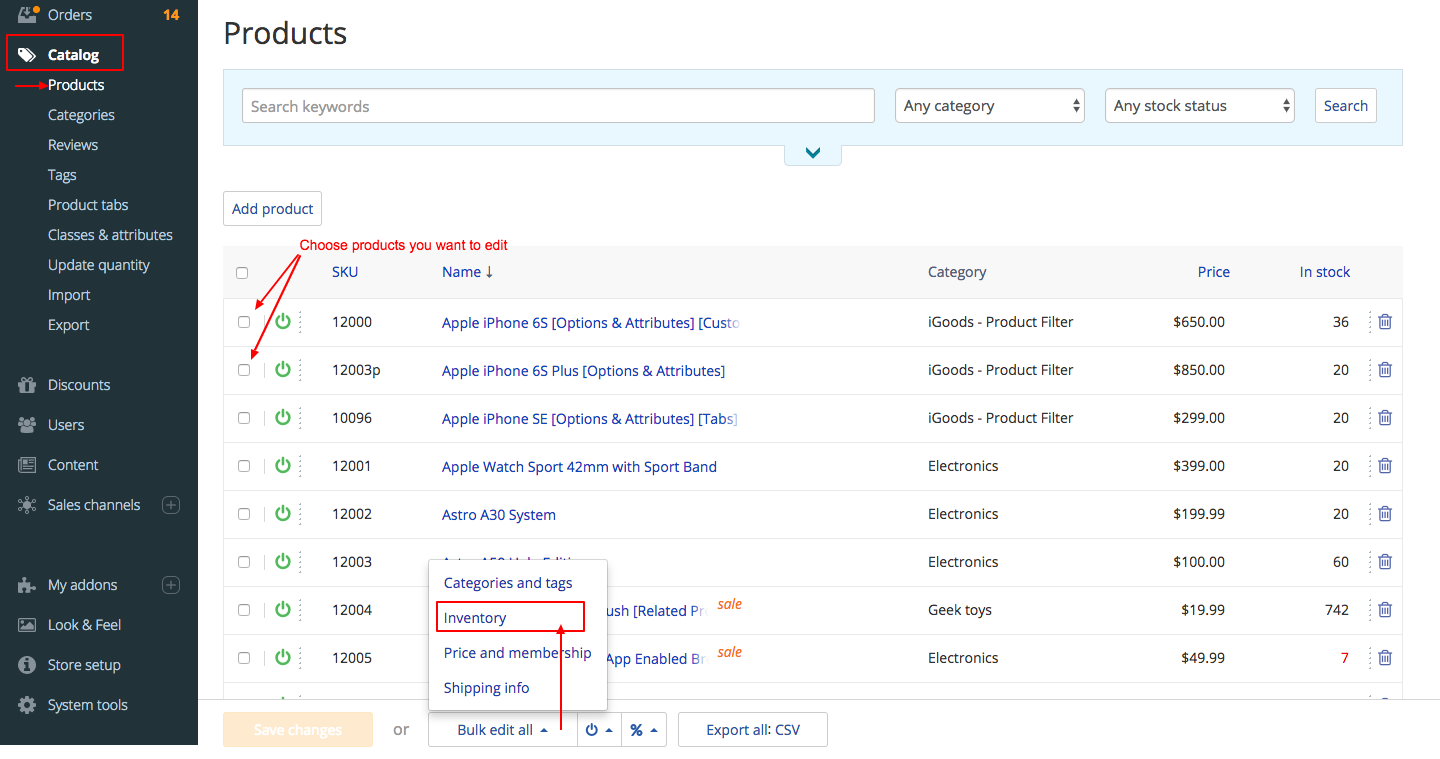 Orders 14
Catalog
Products
Categories
Reviews
Tags
Product tabs
Classes & attributes
Update quantity
Import
Export
Discounts
Users
Content
Sales channels
My addons
Look & Feel
Store setup
System tools
Products
Search keywords Any category Any stock status Search
Add product
Choose products you want to edit
SKU Name ↓ Category Price In stock
12000 Apple iPhone 6S [Options & Attributes] [Custo iGoods - Product Filter $650.00 36
12003p Apple iPhone 6S Plus [Options & Attributes] iGoods - Product Filter $850.00 20
10096 Apple iPhone SE [Options & Attributes] [Tabs] iGoods - Product Filter $299.00 20
12001 Apple Watch Sport 42mm with Sport Band Electronics $399.00 20
12002 Astro A30 System Electronics $199.99 20
12003 Electronics $100.00 60
12004 ush [Related Pr sale Geek toys $19.99 742
12005 App Enabled Br sale Electronics $49.99 7
Categories and tags
Inventory
Price and membership
Shipping info
Save changes or Bulk edit all % Export all: CSV